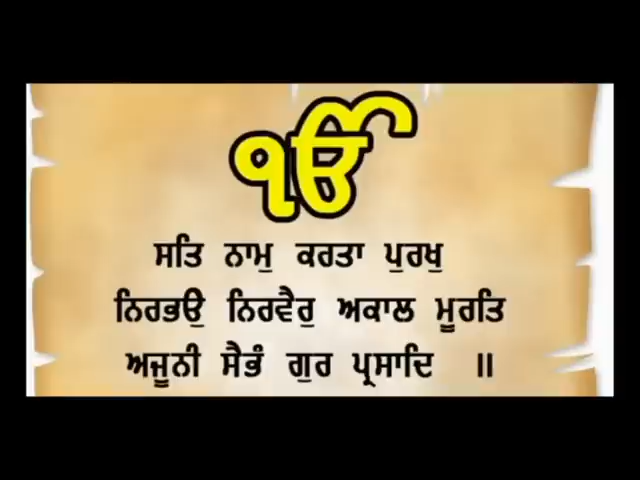 ੴ
ਸਤਿ ਨਾਮੁ ਕਰਤਾ ਪੁਰਖੁ
ਨਿਰਭਉ ਨਿਰਵੈਰੁ ਅਕਾਲ ਮੂਰਤਿ
ਅਜੂਨੀ ਸੈਭੰ ਗੁਰ ਪ੍ਰਸਾਦਿ ॥